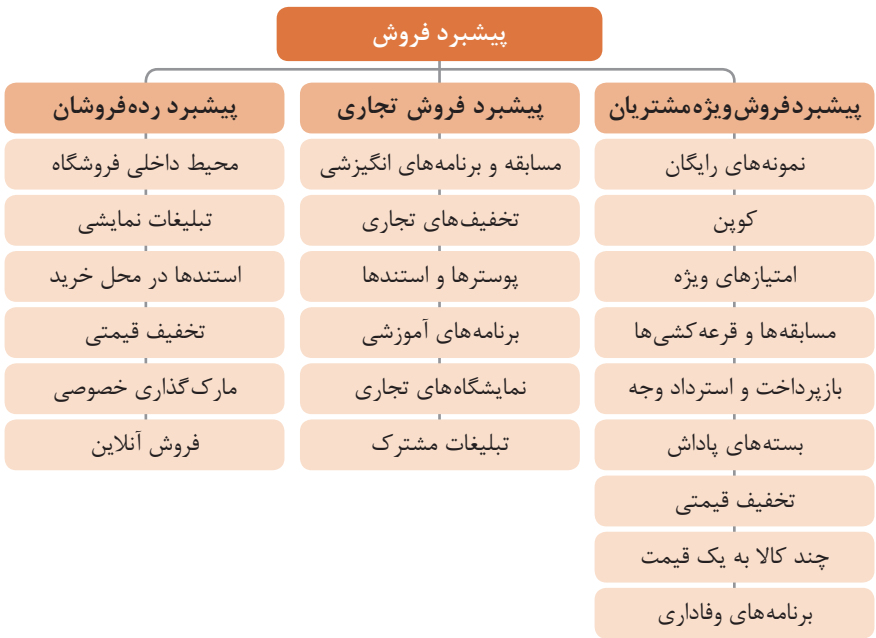 پیشبرد فروش
پیشبرد فروش ویژه مشتریان
نمونه‌های رایگان
کوپن
امتیازهای ویژه
مسابقه‌ها و قرعه‌کشی‌ها
بازپرداخت و استرداد وجه
بسته‌های پاداش
تخفیف قیمتی
چند کالا به یک قیمت
برنامه‌های وفاداری
پیشبرد فروش تجاری
مسابقه و برنامه‌های انگیزشی
تخفیف‌های تجاری
پوسترها و استندها
برنامه‌های آموزشی
نمایشگاه‌های تجاری
تبلیغات مشترک
پیشبرد رده‌فروشان
محیط داخلی فروشگاه
تبلیغات نمایشی
استندها در محل خرید
تخفیف قیمتی
مارک‌گذاری خصوصی
فروش آنلاین